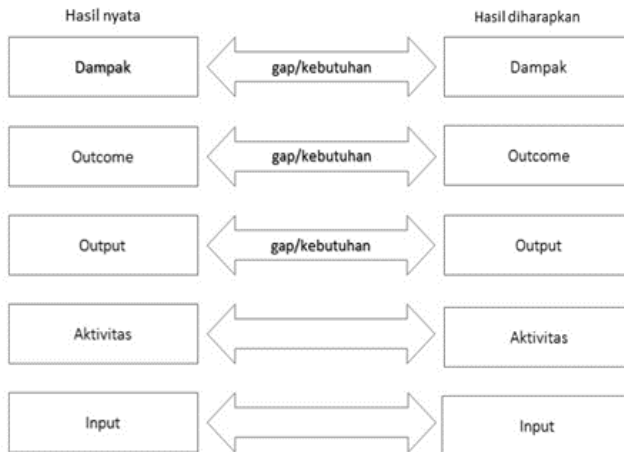 Hasil nyata
Hasil diharapkan
Dampak
gap/kebutuhan
Dampak
Outcome
gap/kebutuhan
Outcome
Output
gap/kebutuhan
Output
Aktivitas
Aktivitas
Input
Input